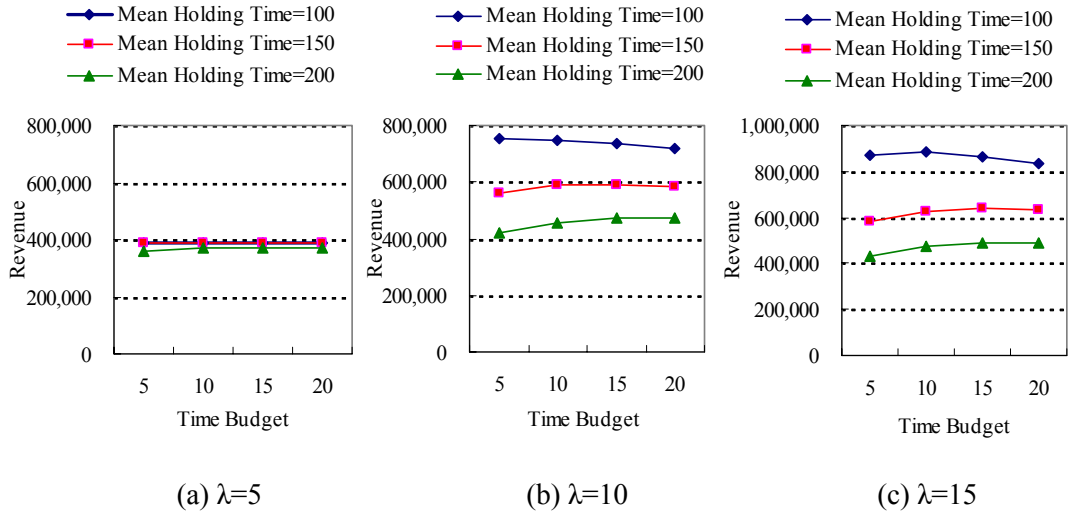 Mean Holding Time=100
Mean Holding Time=150
Mean Holding Time=200
800,000
600,000
400,000
200,000
0
Revenue
5 10 15 20
Time Budget
(a) λ=5
Mean Holding Time=100
Mean Holding Time=150
Mean Holding Time=200
800,000
600,000
400,000
200,000
0
Revenue
5 10 15 20
Time Budget
(b) λ=10
Mean Holding Time=100
Mean Holding Time=150
Mean Holding Time=200
1,000,000
800,000
600,000
400,000
200,000
0
Revenue
5 10 15 20
Time Budget
(c) λ=15